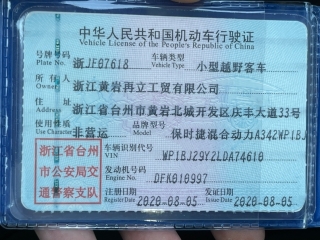 中华人民共和国机动车行驶证
Vehicle License of the People's Republic of China
号牌号码 浙JF07618 车辆类型 小型越野客车
Plate No. Vehicle Type
所有人 浙江黄岩再立工贸有限公司
Owner
住址 浙江省台州市黄岩北城开发区庆丰大道33号
Address
使用性质 非营运 品牌型号 保时捷混合动力A342WP1BJ
Use Character
浙江省台州
市公安局交
通警察支队
车辆识别代号 WP1BJ29Y2LDA74610
VIN
发动机号码 DFK010997
Engine No.
注册日期 2020-08-05 发证日期 2020-08-05
Register Date Issue Date